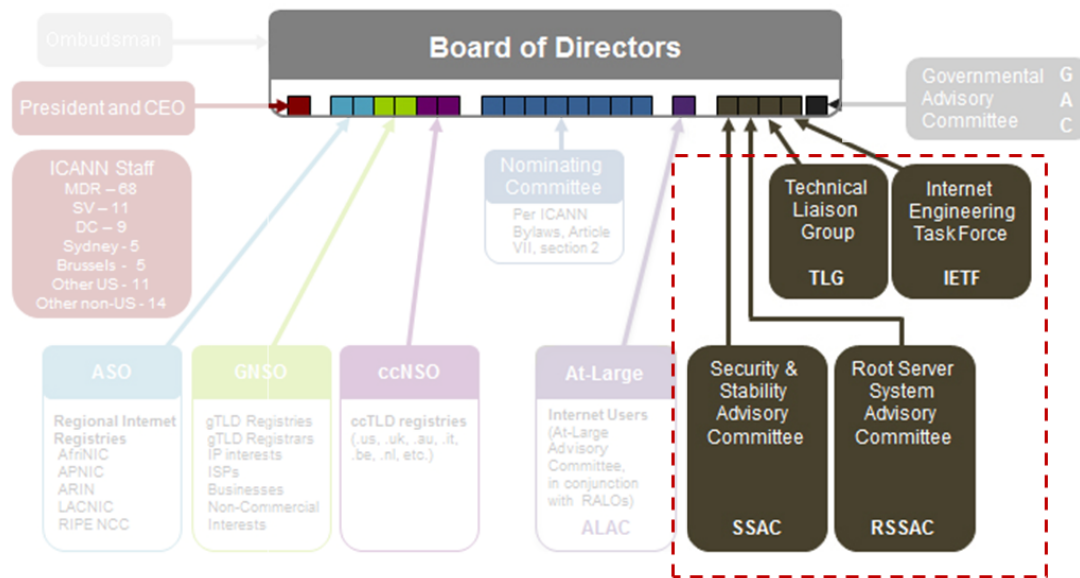 Ombudsman
Board of Directors
President and CEO
Governmental G
Advisory A
Committee C
ICANN Staff
MDR – 68
SV – 11
DC – 9
Sydney - 5
Brussels - 5
Other US - 11
Other non-US - 14
Nominating
Committee
Per ICANN
Bylaws, Article
VII, section 2
Technical
Liaison
Group
TLG
Internet
Engineering
Task Force
IETF
ASO
Regional Internet
Registries
AfriNIC
APNIC
ARIN
LACNIC
RIPE NCC
GNSO
gTLD Registries
gTLD Registrars
IP interests
ISPs
Businesses
Non-Commercial
Interests
ccNSO
ccTLD registries
(.us, .uk, .au, .it,
.be, .nl, etc.)
At-Large
Internet Users
(At-Large
Advisory
Committee,
in conjunction
with RALOs)
ALAC
Security &
Stability
Advisory
Committee
SSAC
Root Server
System
Advisory
Committee
RSSAC